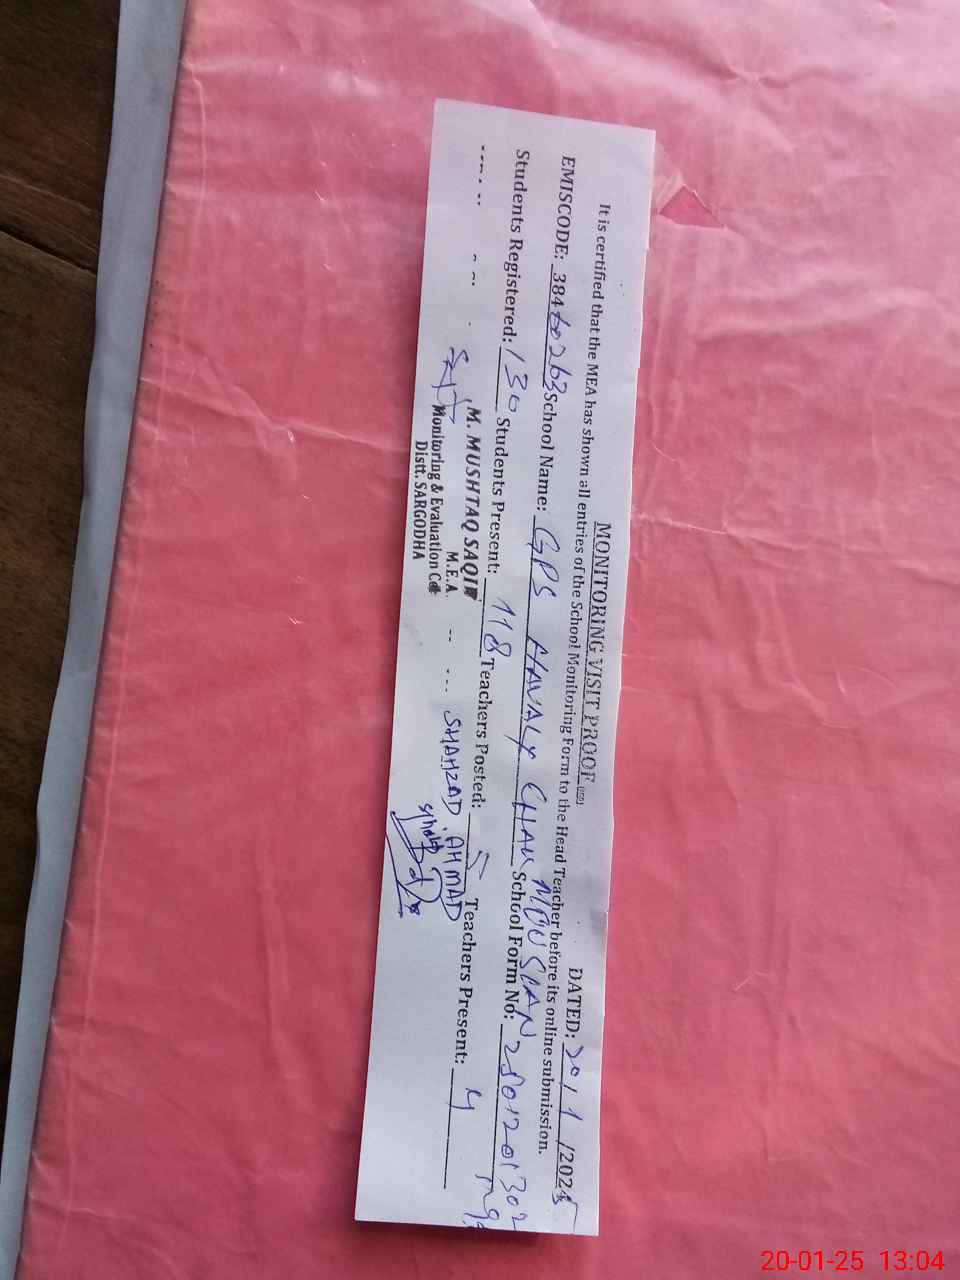 MONITORING VISIT PROOF
DATED: 20/1/2025
It is certified that the MEA has shown all entries of the School Monitoring Form to the Head Teacher before its online submission.
EMISCODE: 38460263 School Name: GPS HAVALY CHAK MOUSIAN School Form No: 2501201302
Students Registered: 130 Students Present: 118 Teachers Posted: 5 Teachers Present: 4
M. MUSHTAQ SAQIB
M.E.A
Monitoring & Evaluation Cell
Distt. SARGODHA
SHAHZAD AHMAD
20-01-25 13:04